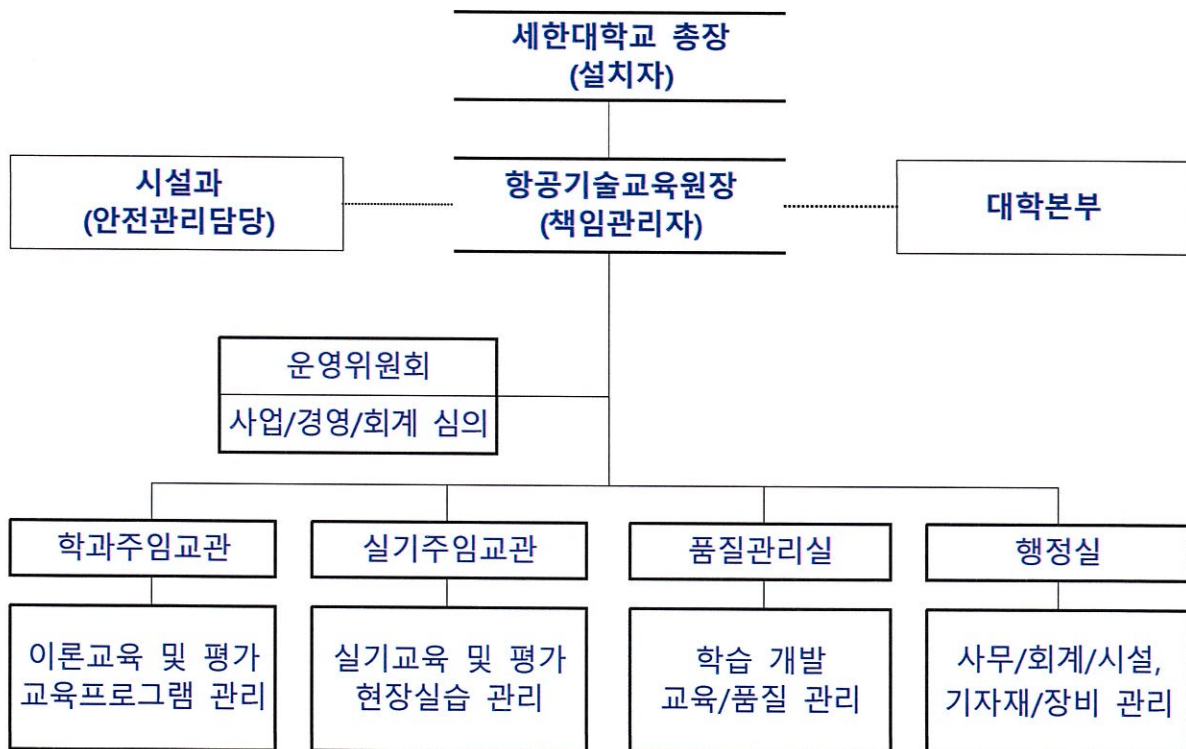 세한대학교 총장
(설치자)
시설과
(안전관리담당)
항공기술교육원장
(책임관리자)
대학본부
운영위원회
사업/경영/회계 심의
학과주임교관
실기주임교관
품질관리실
행정실
이론교육 및 평가
교육프로그램 관리
실기교육 및 평가
현장실습 관리
학습 개발
교육/품질 관리
사무/회계/시설,
기자재/장비 관리